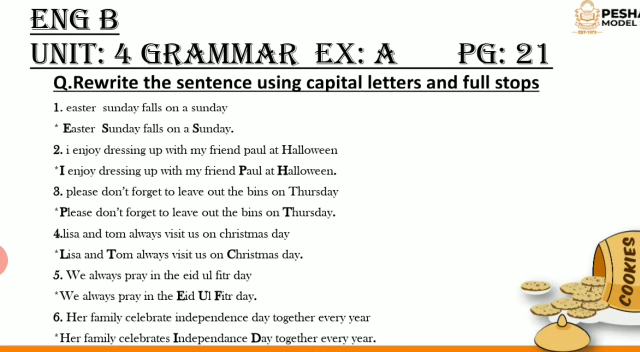 ENG B
UNIT: 4 GRAMMAR EX: A PG: 21
Q.Rewrite the sentence using capital letters and full stops
1. easter sunday falls on a sunday
* Easter Sunday falls on a Sunday.
2. i enjoy dressing up with my friend paul at Halloween
*I enjoy dressing up with my friend Paul at Halloween.
3. please don't forget to leave out the bins on Thursday
*Please don't forget to leave out the bins on Thursday.
4.lisa and tom always visit us on christmas day
*Lisa and Tom always visit us on Christmas day.
5. We always pray in the eid ul fitr day
*We always pray in the Eid Ul Fitr day.
6. Her family celebrate independence day together every year
*Her family celebrates Independance Day together every year.
PESHA
MODEL
EST-1979
COOKIES